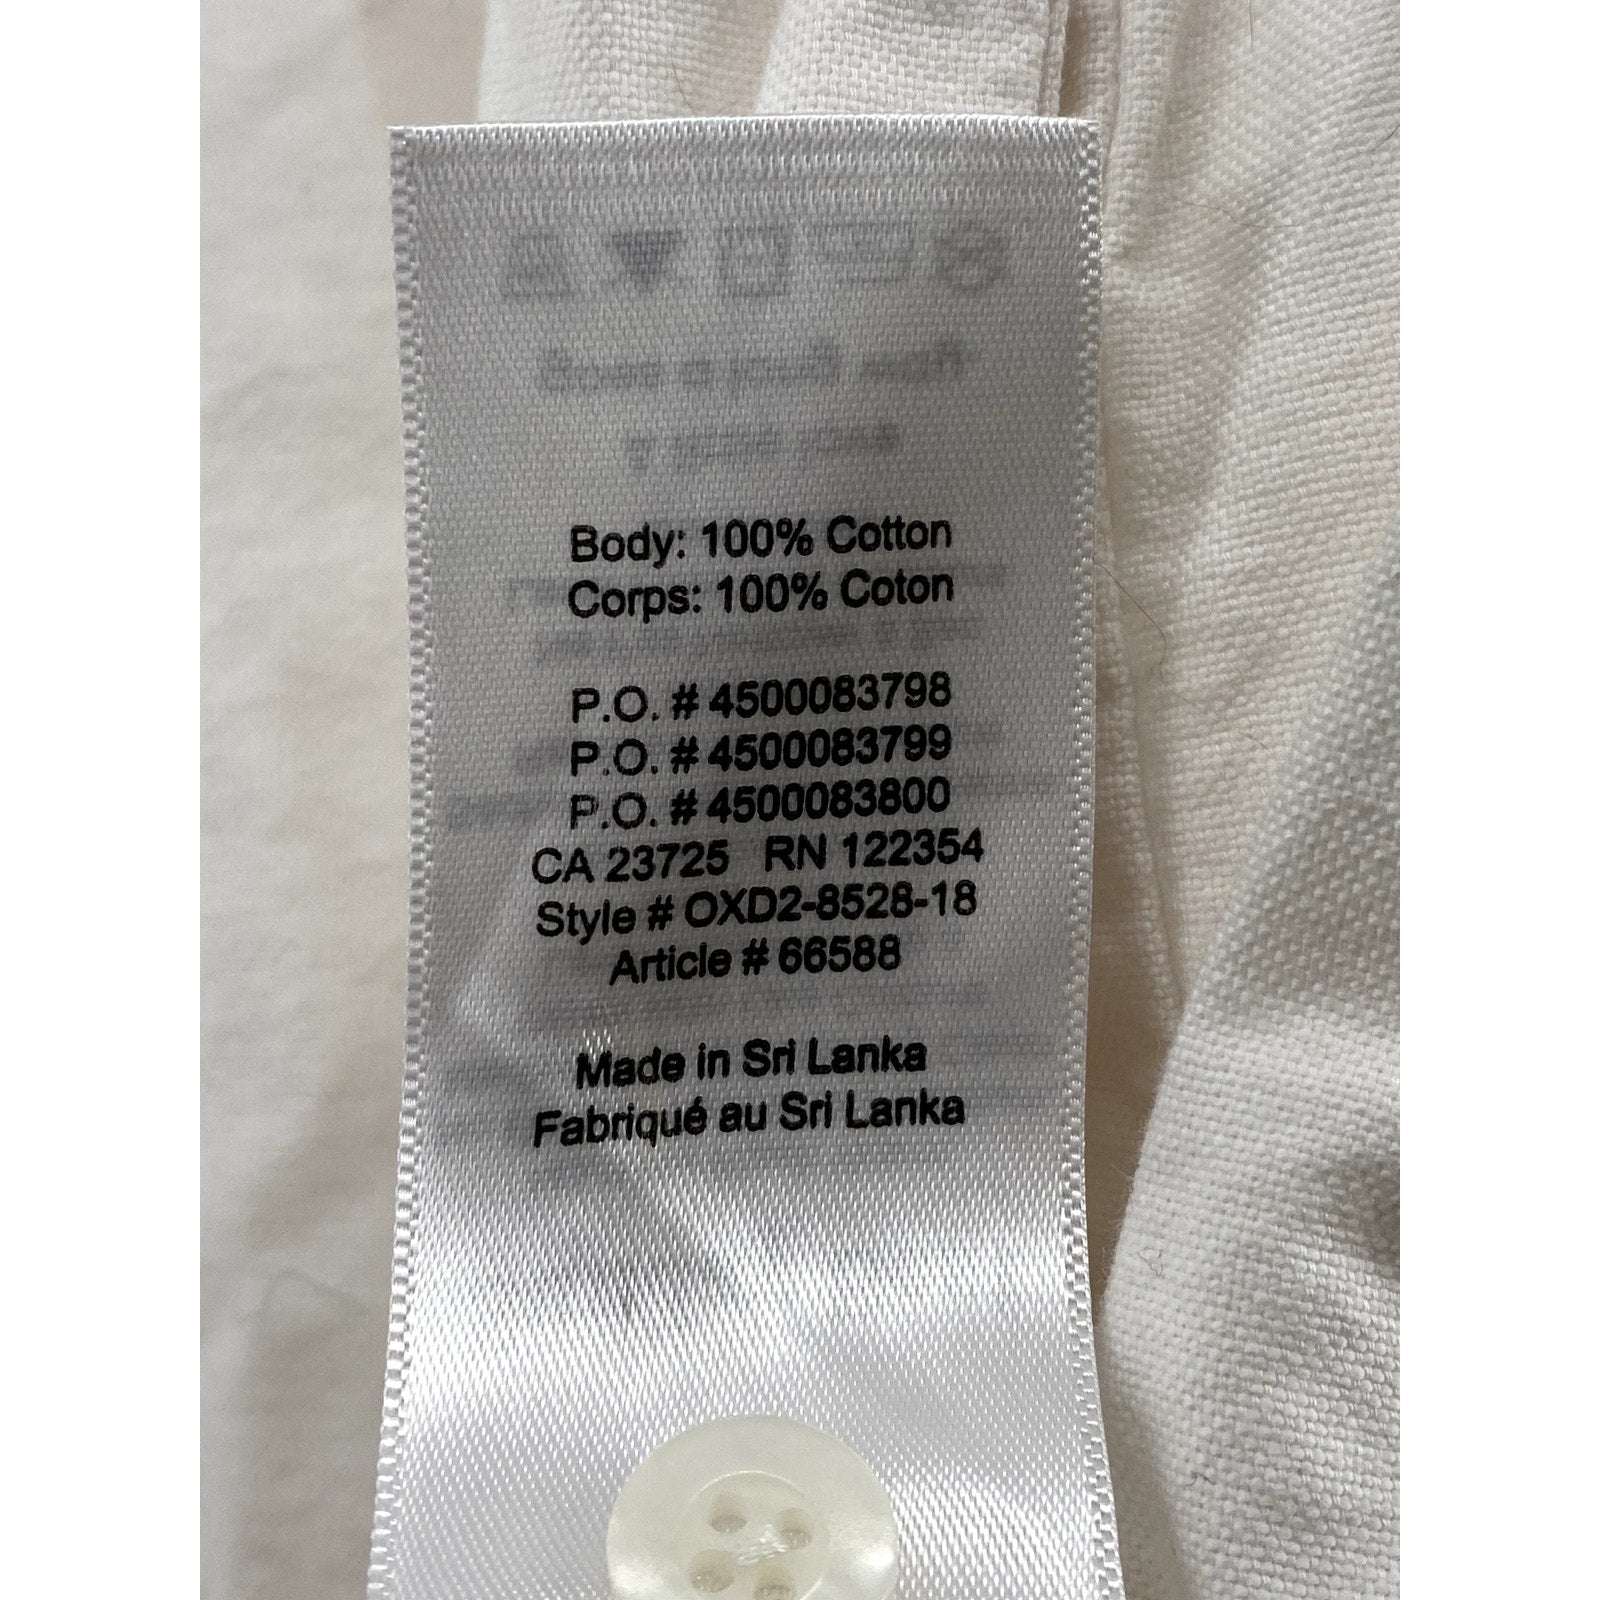 Body: 100% Cotton
Corps: 100% Coton
P.O. # 4500083798
P.O. # 4500083799
P.O. # 4500083800
CA 23725 RN 122354
Style # OXD2-8528-18
Article # 66588
Made in Sri Lanka
Fabriqué au Sri Lanka